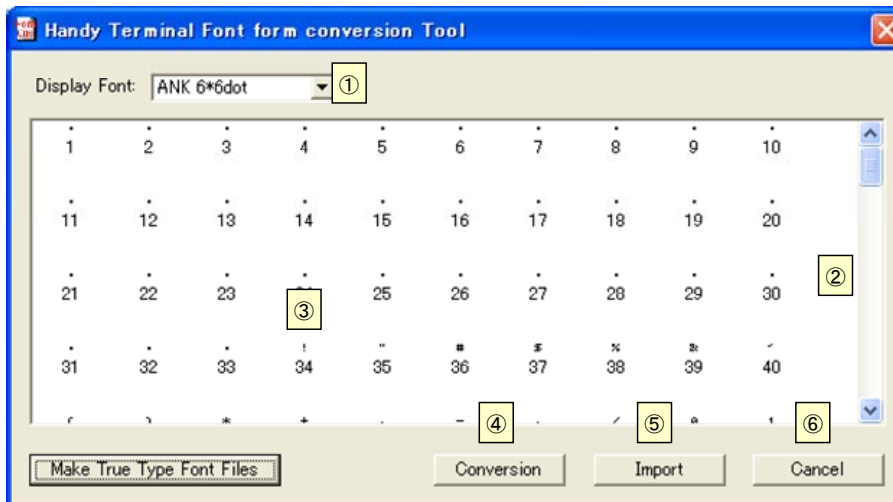 Handy Terminal Font form conversion Tool
Display Font: ANK 6*6dot ①
1 2 3 4 5 6 7 8 9 10
11 12 13 14 15 16 17 18 19 20
21 22 23 25 26 27 28 29 30 ②
③
! " # $ % &
31 32 33 34 35 36 37 38 39 40
④ ⑤ ⑥
Make True Type Font Files Conversion Import Cancel